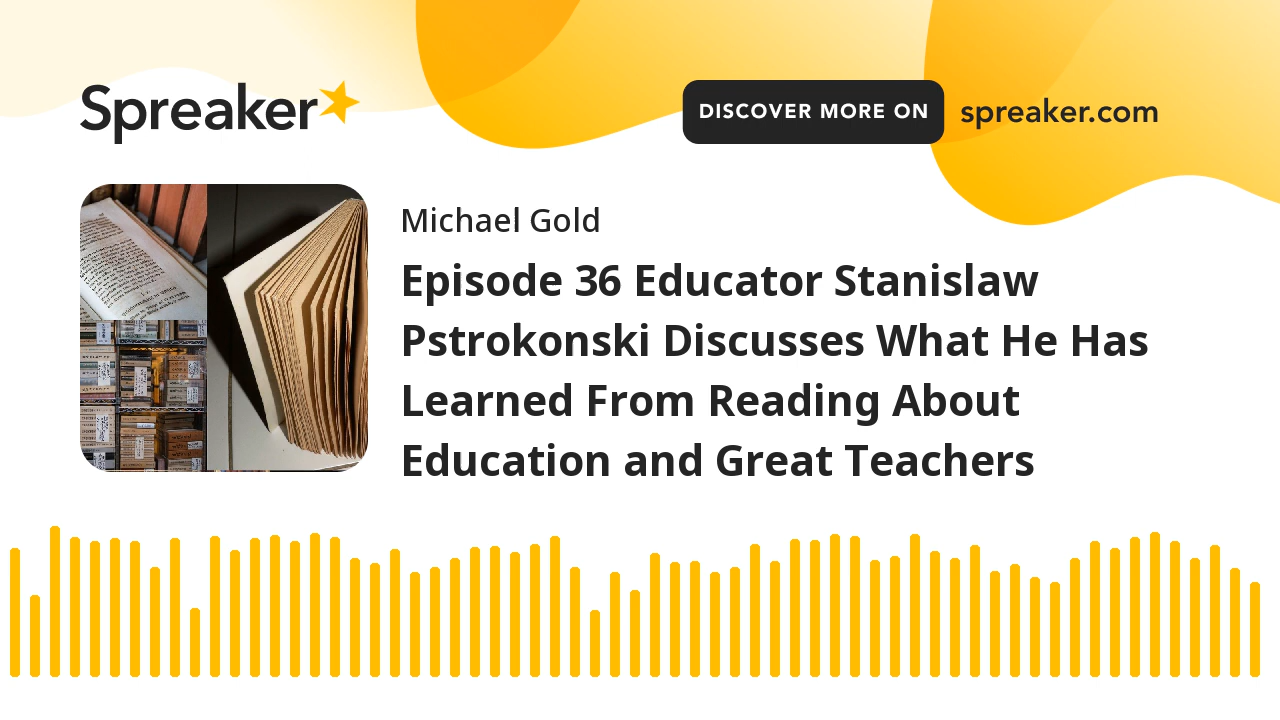 Spreaker
DISCOVER MORE ON
spreaker.com
Michael Gold
Episode 36 Educator Stanislaw
Pstrokonski Discusses What He Has
Learned From Reading About
Education and Great Teachers